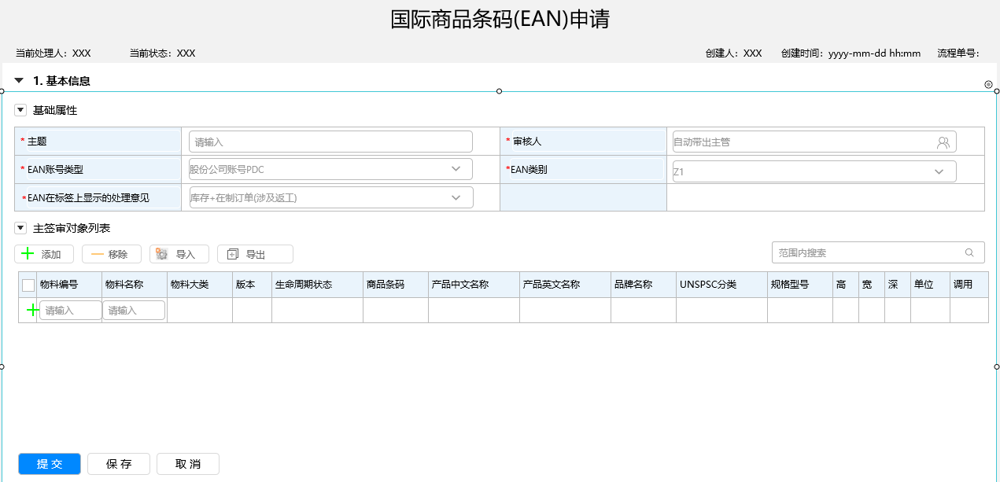 国际商品条码(EAN)申请
当前处理人：XXX 当前状态：XXX 创建人：XXX 创建时间：yyyy-mm-dd hh:mm 流程单号：
1. 基本信息
基础属性
*主题 请输入 *审核人 自动带出主管
*EAN账号类型 股份公司账号PDC *EAN类别 Z1
*EAN在标签上显示的处理意见 库存+在制订单(涉及返工)
主签审对象列表
添加 移除 导入 导出 范围内搜索
物料编号 物料名称 物料大类 版本 生命周期状态 商品条码 产品中文名称 产品英文名称 品牌名称 UNSPSC分类 规格型号 高 宽 深 单位 调用
请输入 请输入
提交 保存 取消